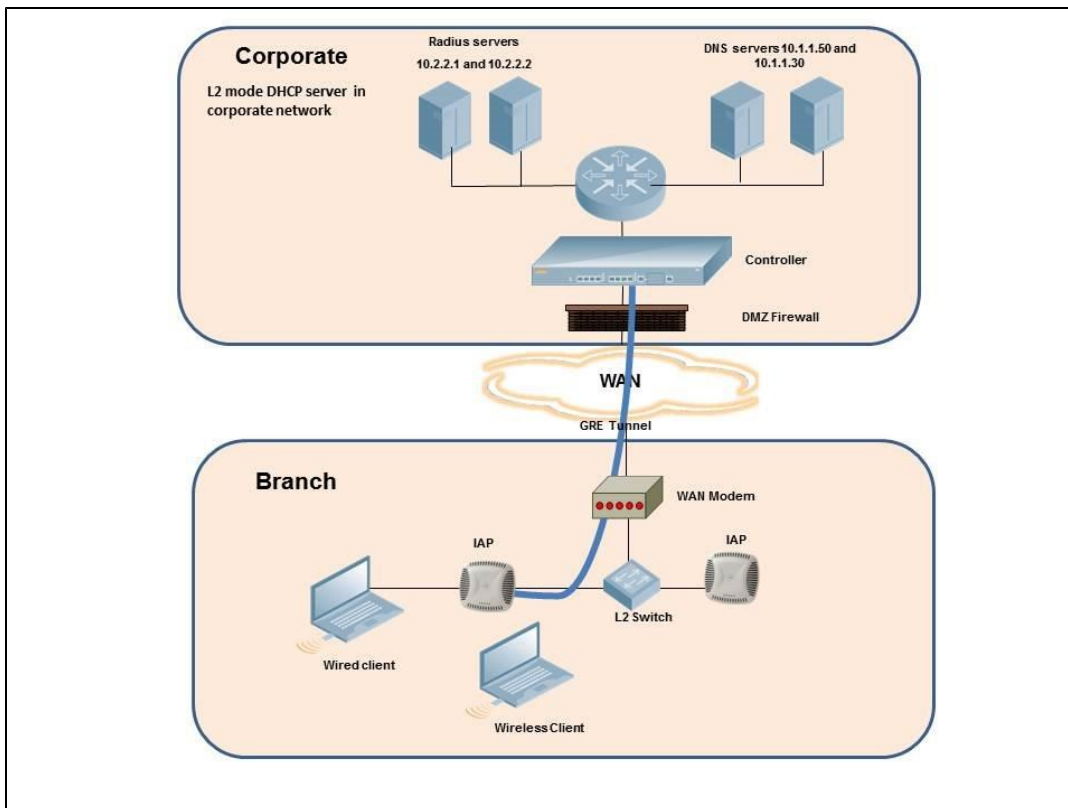 Corporate
L2 mode DHCP server in
corporate network
Radius servers
10.2.2.1 and 10.2.2.2
DNS servers 10.1.1.50 and
10.1.1.30
Controller
DMZ Firewall
WAN
GRE Tunnel
Branch
WAN Modem
IAP
IAP
L2 Switch
Wired client
Wireless Client